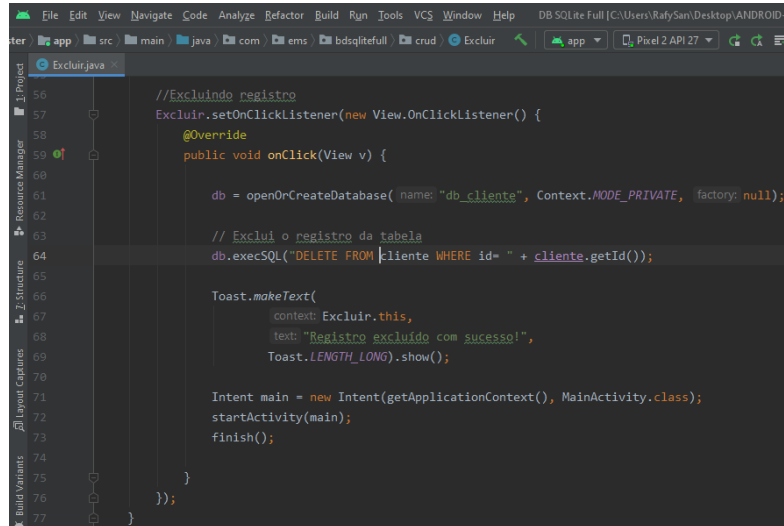 File Edit View Navigate Code Analyze Refactor Build Run Tools VCS Window Help DB SQLite Full [C:\Users\RafySan\Desktop\ANDROID
ster app src main java com ems bdsqlitefull crud Excluir app Pixel 2 API 27
Excluir.java
1: Project
Resource Manager
Z: Structure
Layout Captures
Build Variants
56 //Excluindo registro
57 Excluir.setOnClickListener(new View.OnClickListener() {
58 @Override
59 public void onClick(View v) {
60
61 db = openOrCreateDatabase( name: "db_cliente", Context.MODE_PRIVATE, factory: null);
62
63 // Exclui o registro da tabela
64 db.execSQL("DELETE FROM cliente WHERE id= " + cliente.getId());
65
66 Toast.makeText(
67 context: Excluir.this,
68 text: "Registro excluído com sucesso!",
69 Toast.LENGTH_LONG).show();
70
71 Intent main = new Intent(getApplicationContext(), MainActivity.class);
72 startActivity(main);
73 finish();
74
75 }
76 });
77 }